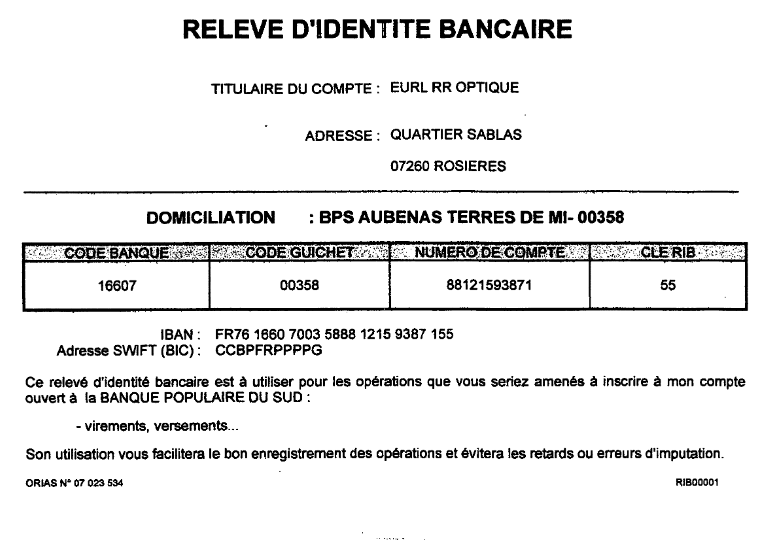 RELEVE D'IDENTITE BANCAIRE
TITULAIRE DU COMPTE : EURL RR OPTIQUE
ADRESSE : QUARTIER SABLAS
07260 ROSIERES
DOMICILIATION : BPS AUBENAS TERRES DE MI- 00358
CODE BANQUE CODE GUICHET NUMERO DE COMPTE CLE RIB
16607 00358 88121593871 55
IBAN : FR76 1660 7003 5888 1215 9387 155
Adresse SWIFT (BIC) : CCBPFRPPPPG
Ce relevé d'identité bancaire est à utiliser pour les opérations que vous seriez amenés à inscrire à mon compte
ouvert à la BANQUE POPULAIRE DU SUD :
- virements, versements...
Son utilisation vous facilitera le bon enregistrement des opérations et évitera les retards ou erreurs d'imputation.
ORIAS N° 07 023 534 RIB00001